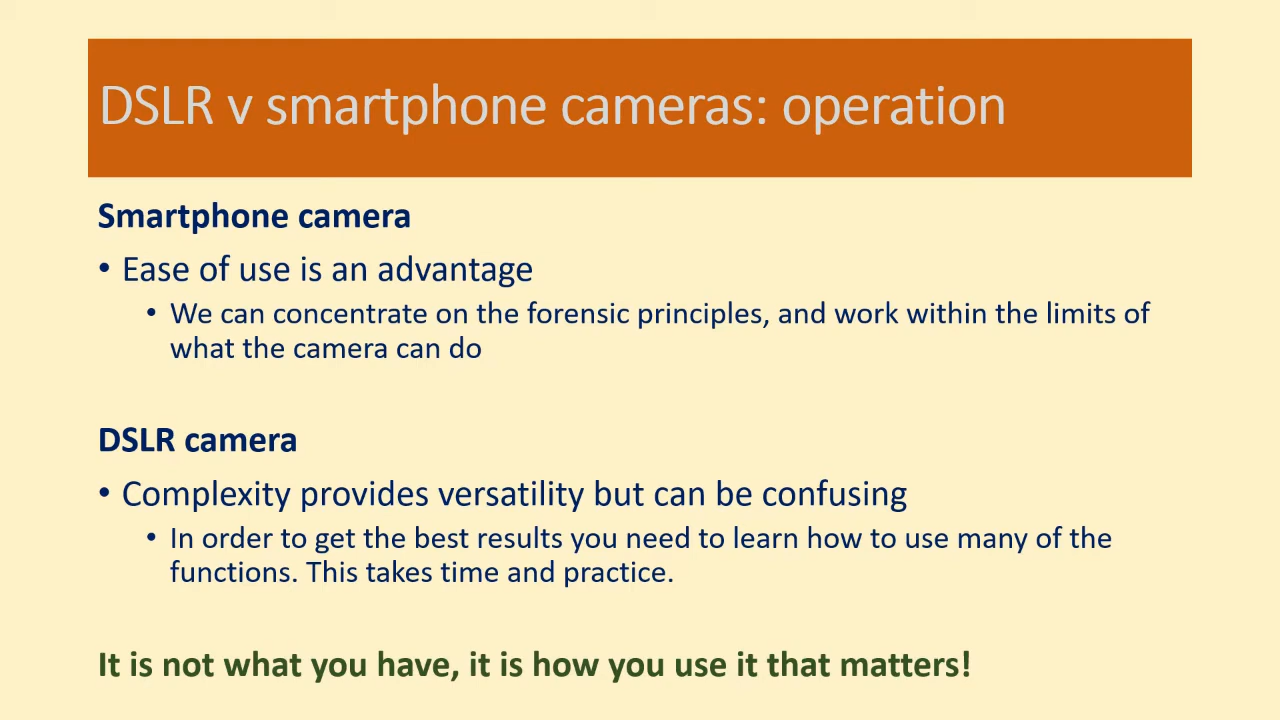 DSLR v smartphone cameras: operation
Smartphone camera
• Ease of use is an advantage
• We can concentrate on the forensic principles, and work within the limits of
what the camera can do
DSLR camera
• Complexity provides versatility but can be confusing
• In order to get the best results you need to learn how to use many of the
functions. This takes time and practice.
It is not what you have, it is how you use it that matters!